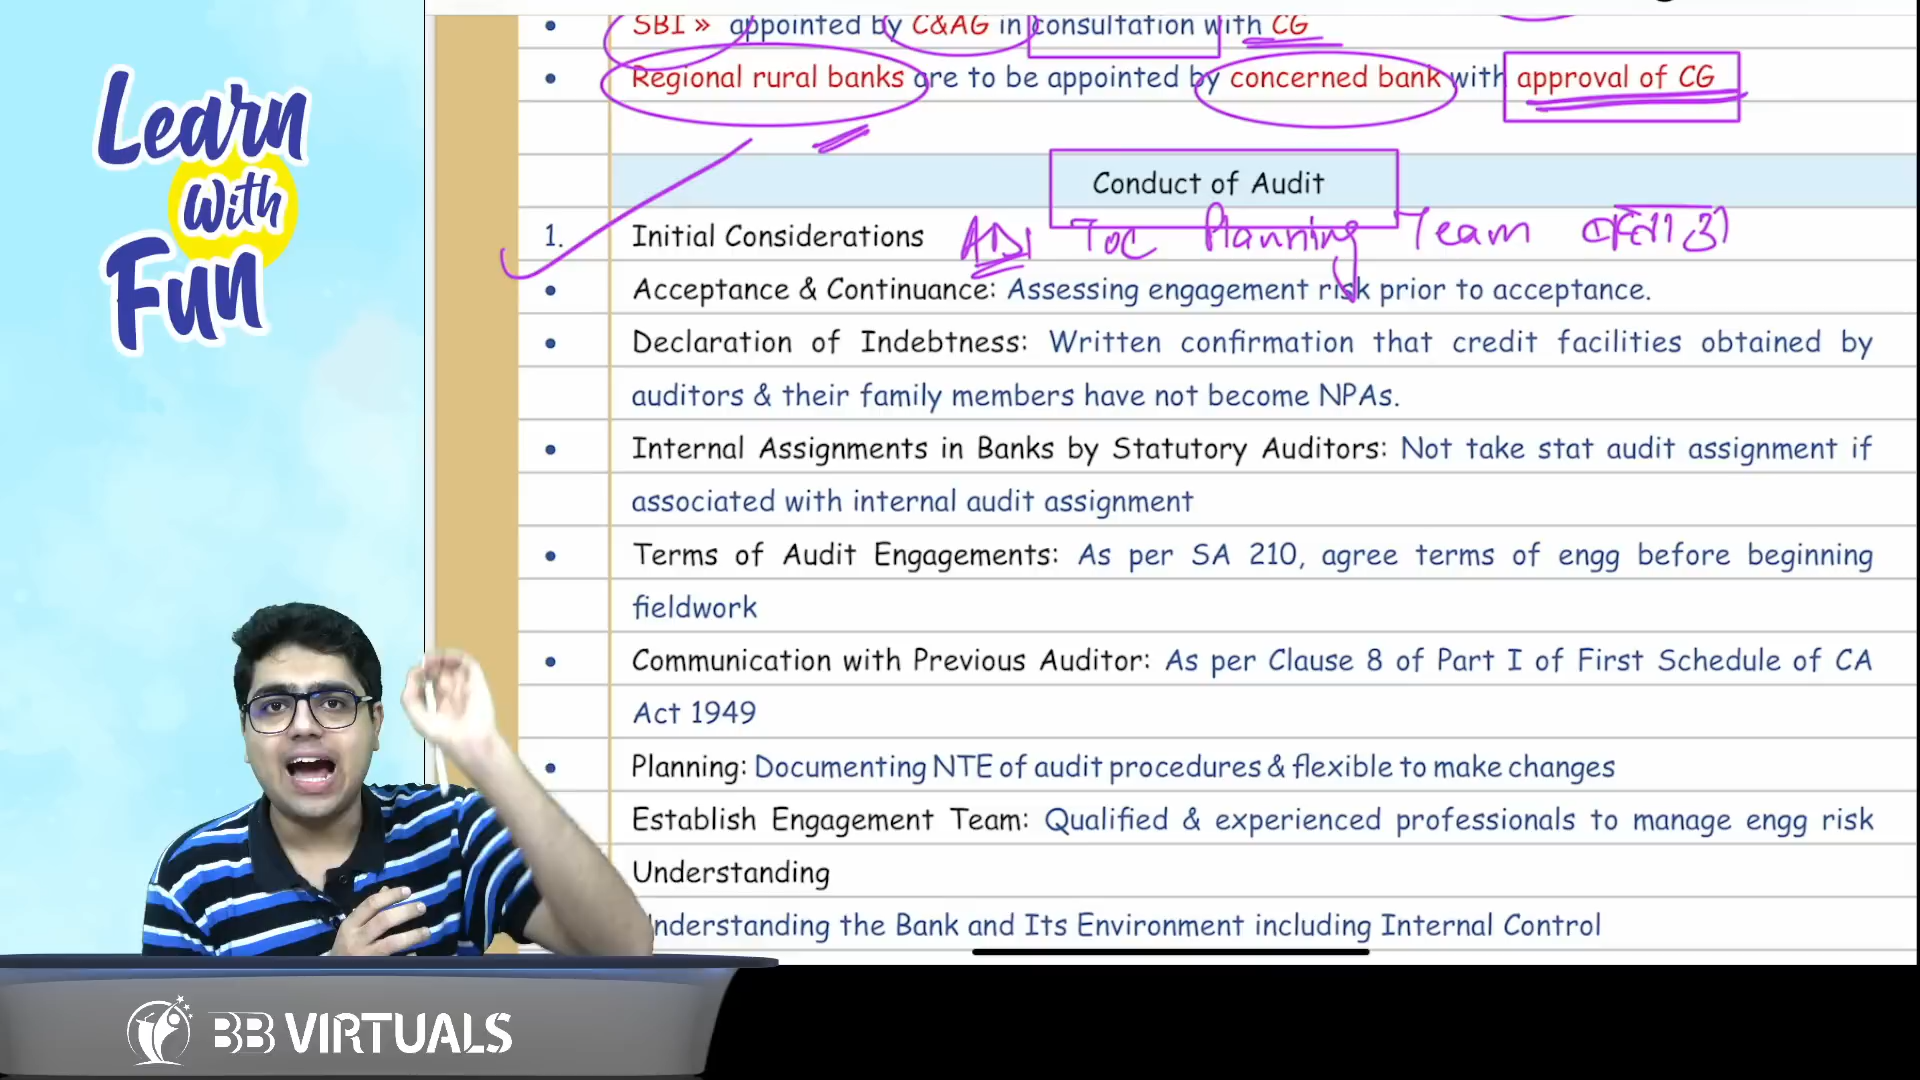 Learn
with
Fun
• SBI » appointed by C&AG in consultation with CG
• Regional rural banks are to be appointed by concerned bank with approval of CG
Conduct of Audit
1. Initial Considerations ADI ToC Planning Team
• Acceptance & Continuance: Assessing engagement risk prior to acceptance.
• Declaration of Indebtness: Written confirmation that credit facilities obtained by
auditors & their family members have not become NPAs.
• Internal Assignments in Banks by Statutory Auditors: Not take stat audit assignment if
associated with internal audit assignment
• Terms of Audit Engagements: As per SA 210, agree terms of engg before beginning
fieldwork
• Communication with Previous Auditor: As per Clause 8 of Part I of First Schedule of CA
Act 1949
• Planning: Documenting NTE of audit procedures & flexible to make changes
Establish Engagement Team: Qualified & experienced professionals to manage engg risk
Understanding
nderstanding the Bank and Its Environment including Internal Control
BB VIRTUALS